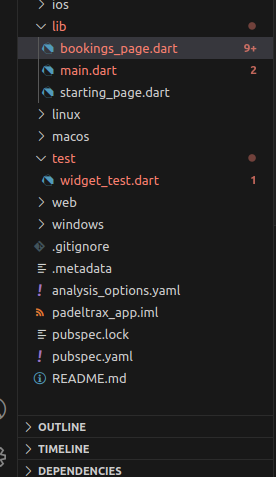 ios
lib
bookings_page.dart 9+
main.dart 2
starting_page.dart
linux
macos
test
widget_test.dart 1
web
windows
.gitignore
.metadata
! analysis_options.yaml
padeltrax_app.iml
pubspec.lock
! pubspec.yaml
README.md
OUTLINE
TIMELINE
DEPENDENCIES